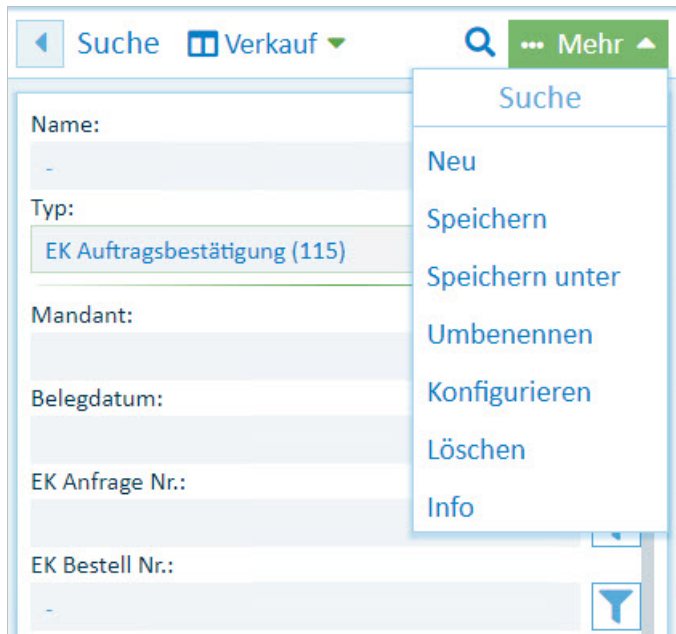 Suche Verkauf Mehr
Suche
Neu
Speichern
Speichern unter
Umbenennen
Konfigurieren
Löschen
Info
Name:
-
Typ:
EK Auftragsbestätigung (115)
Mandant:
Belegdatum:
EK Anfrage Nr.:
EK Bestell Nr.:
-